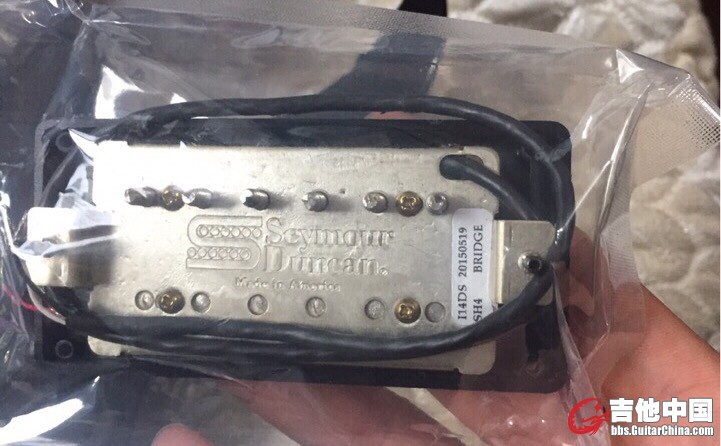 Seymour
Duncan®
Made in America
I14DS 20150519
SH4 BRIDGE
吉他中国
bbs.GuitarChina.com